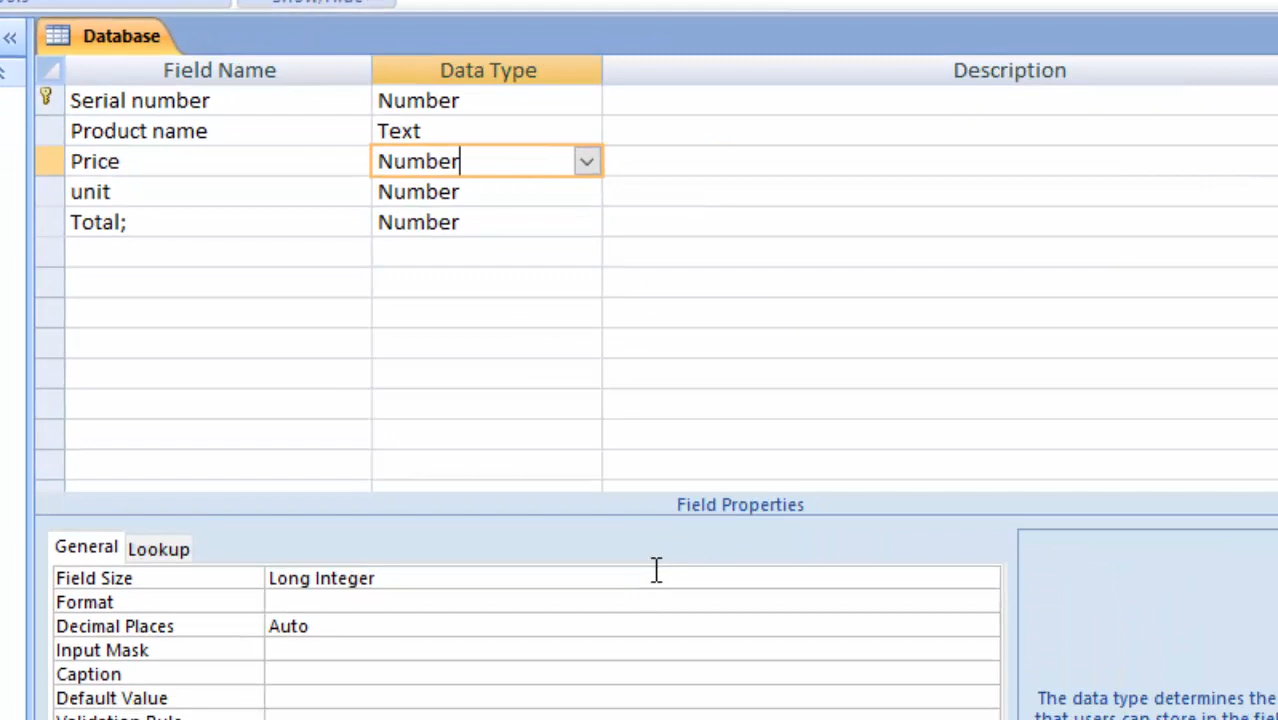 Database
Field Name Data Type Description
Serial number Number
Product name Text
Price Number
unit Number
Total; Number
Field Properties
General Lookup
Field Size Long Integer
Format
Decimal Places Auto
Input Mask
Caption
Default Value
Validation Rule
The data type determines the
that users can store in the